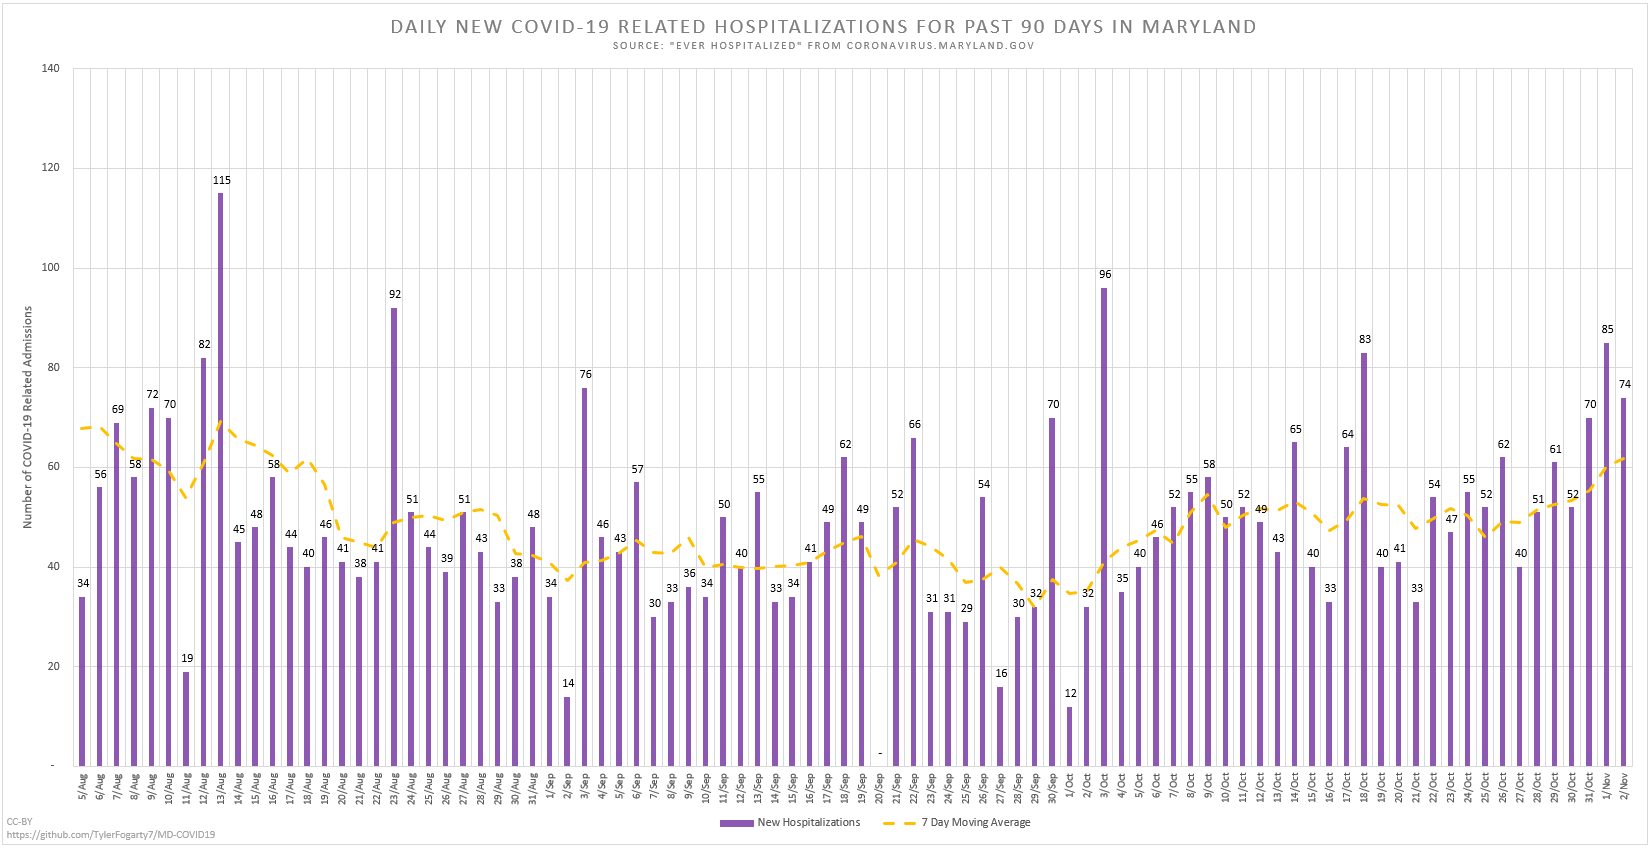 DAILY NEW COVID-19 RELATED HOSPITALIZATIONS FOR PAST 90 DAYS IN MARYLAND
SOURCE: "EVER HOSPITALIZED" FROM CORONAVIRUS.MARYLAND.GOV
Number of COVID-19 Related Admissions
140
120
100
80
60
40
20
-
34 56 69 58 72 70 19 82 115 45 48 58 44 40 46 41 38 41 92 51 44 39 51 43 33 38 48 34 14 76 46 43 57 30 33 36 34 50 40 55 33 34 41 49 62 49 - 52 66 31 31 29 54 16 30 32 70 12 32 96 35 40 46 52 55 58 50 52 49 43 65 40 33 64 83 40 41 33 54 47 55 52 62 40 51 61 52 70 85 74
5/Aug 6/Aug 7/Aug 8/Aug 9/Aug 10/Aug 11/Aug 12/Aug 13/Aug 14/Aug 15/Aug 16/Aug 17/Aug 18/Aug 19/Aug 20/Aug 21/Aug 22/Aug 23/Aug 24/Aug 25/Aug 26/Aug 27/Aug 28/Aug 29/Aug 30/Aug 31/Aug 1/Sep 2/Sep 3/Sep 4/Sep 5/Sep 6/Sep 7/Sep 8/Sep 9/Sep 10/Sep 11/Sep 12/Sep 13/Sep 14/Sep 15/Sep 16/Sep 17/Sep 18/Sep 19/Sep 20/Sep 21/Sep 22/Sep 23/Sep 24/Sep 25/Sep 26/Sep 27/Sep 28/Sep 29/Sep 30/Sep 1/Oct 2/Oct 3/Oct 4/Oct 5/Oct 6/Oct 7/Oct 8/Oct 9/Oct 10/Oct 11/Oct 12/Oct 13/Oct 14/Oct 15/Oct 16/Oct 17/Oct 18/Oct 19/Oct 20/Oct 21/Oct 22/Oct 23/Oct 24/Oct 25/Oct 26/Oct 27/Oct 28/Oct 29/Oct 30/Oct 31/Oct 1/Nov 2/Nov
New Hospitalizations 7 Day Moving Average
CC-BY
https://github.com/TylerFogarty7/MD-COVID19